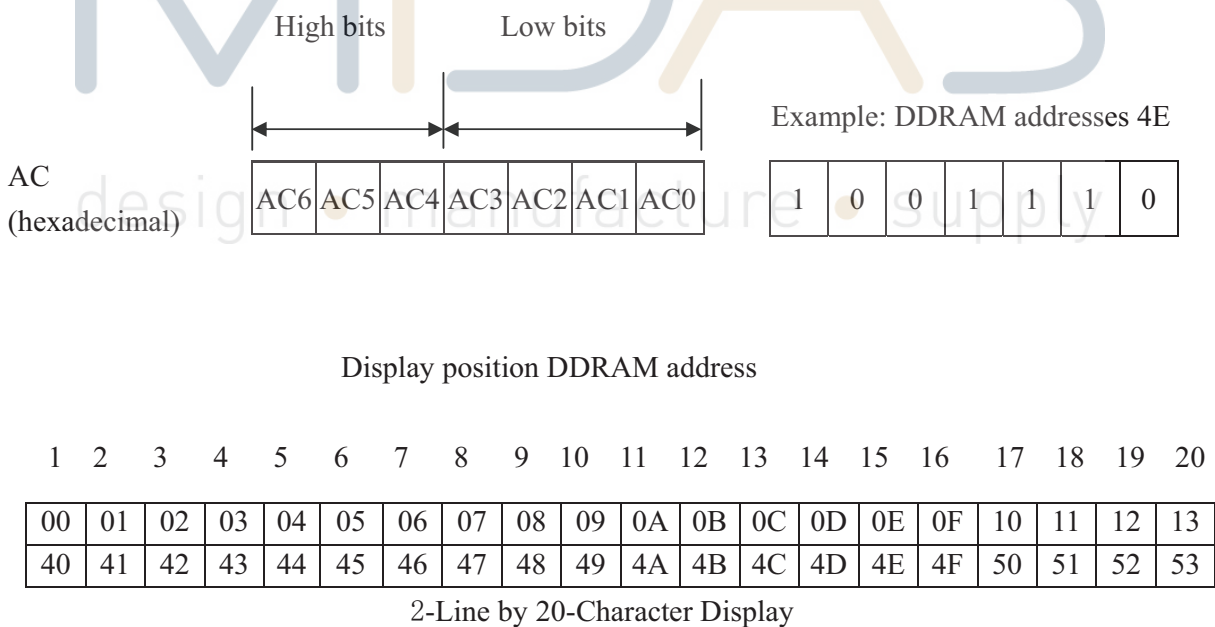 MIDAS
High bits Low bits
Example: DDRAM addresses 4E
AC
(hexadecimal)
AC6 AC5 AC4 AC3 AC2 AC1 AC0 1 0 0 1 1 1 0
design • manufacture • supply
Display position DDRAM address
1 2 3 4 5 6 7 8 9 10 11 12 13 14 15 16 17 18 19 20
00 01 02 03 04 05 06 07 08 09 0A 0B 0C 0D 0E 0F 10 11 12 13
40 41 42 43 44 45 46 47 48 49 4A 4B 4C 4D 4E 4F 50 51 52 53
2-Line by 20-Character Display